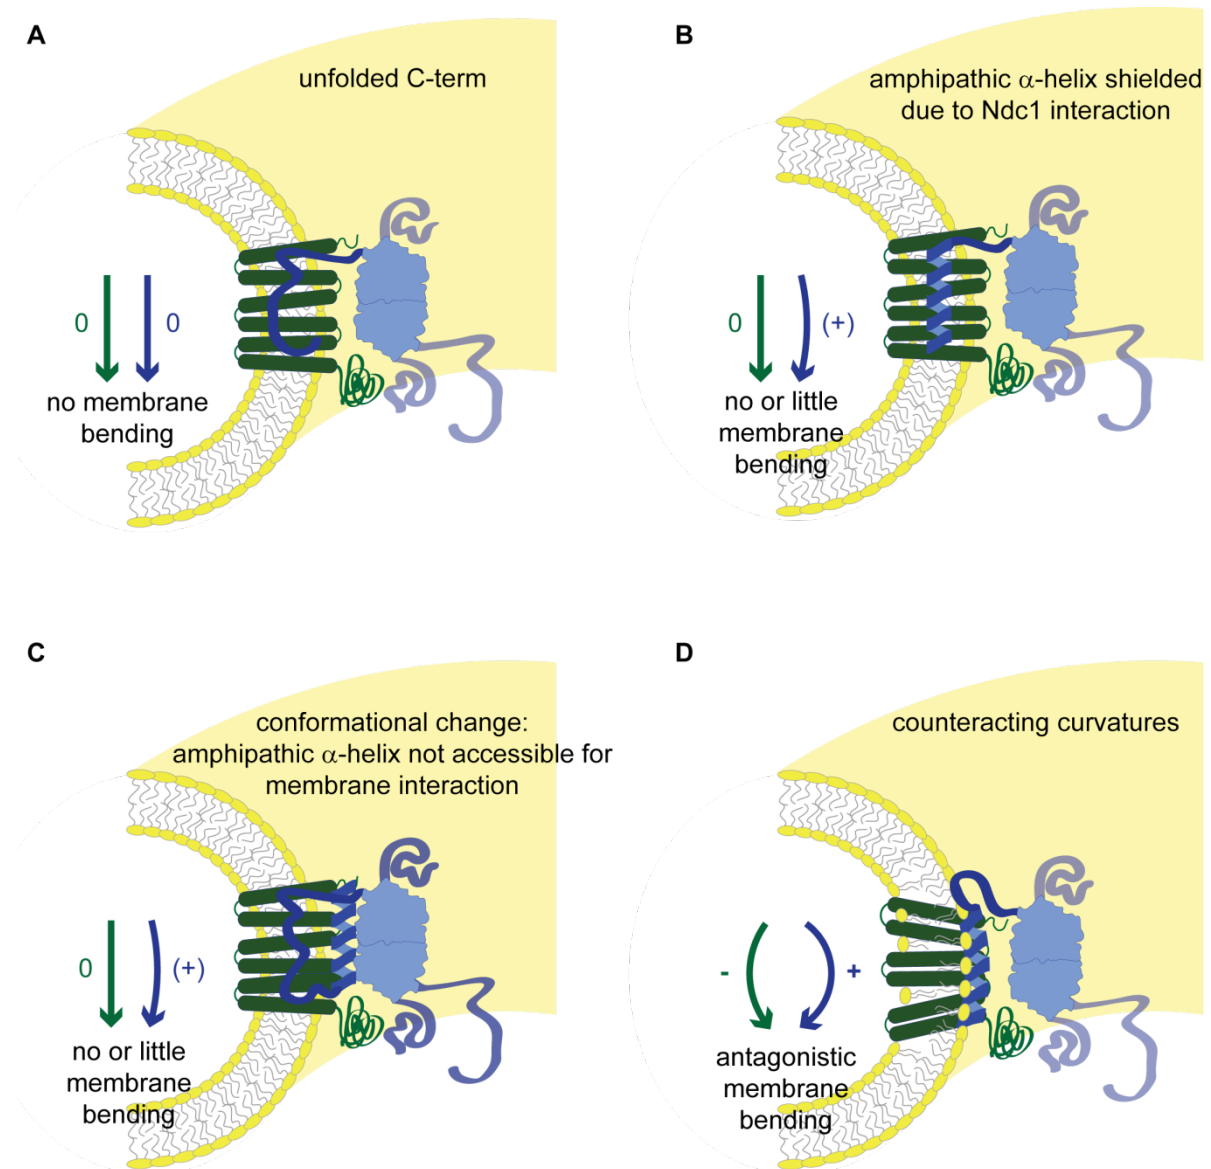 A
unfolded C-term
0
0
no membrane
bending
B
amphipathic α-helix shielded
due to Ndc1 interaction
0
(+)
no or little
membrane
bending
C
conformational change:
amphipathic α-helix not accessible for
membrane interaction
0
(+)
no or little
membrane
bending
D
counteracting curvatures
-
+
antagonistic
membrane
bending